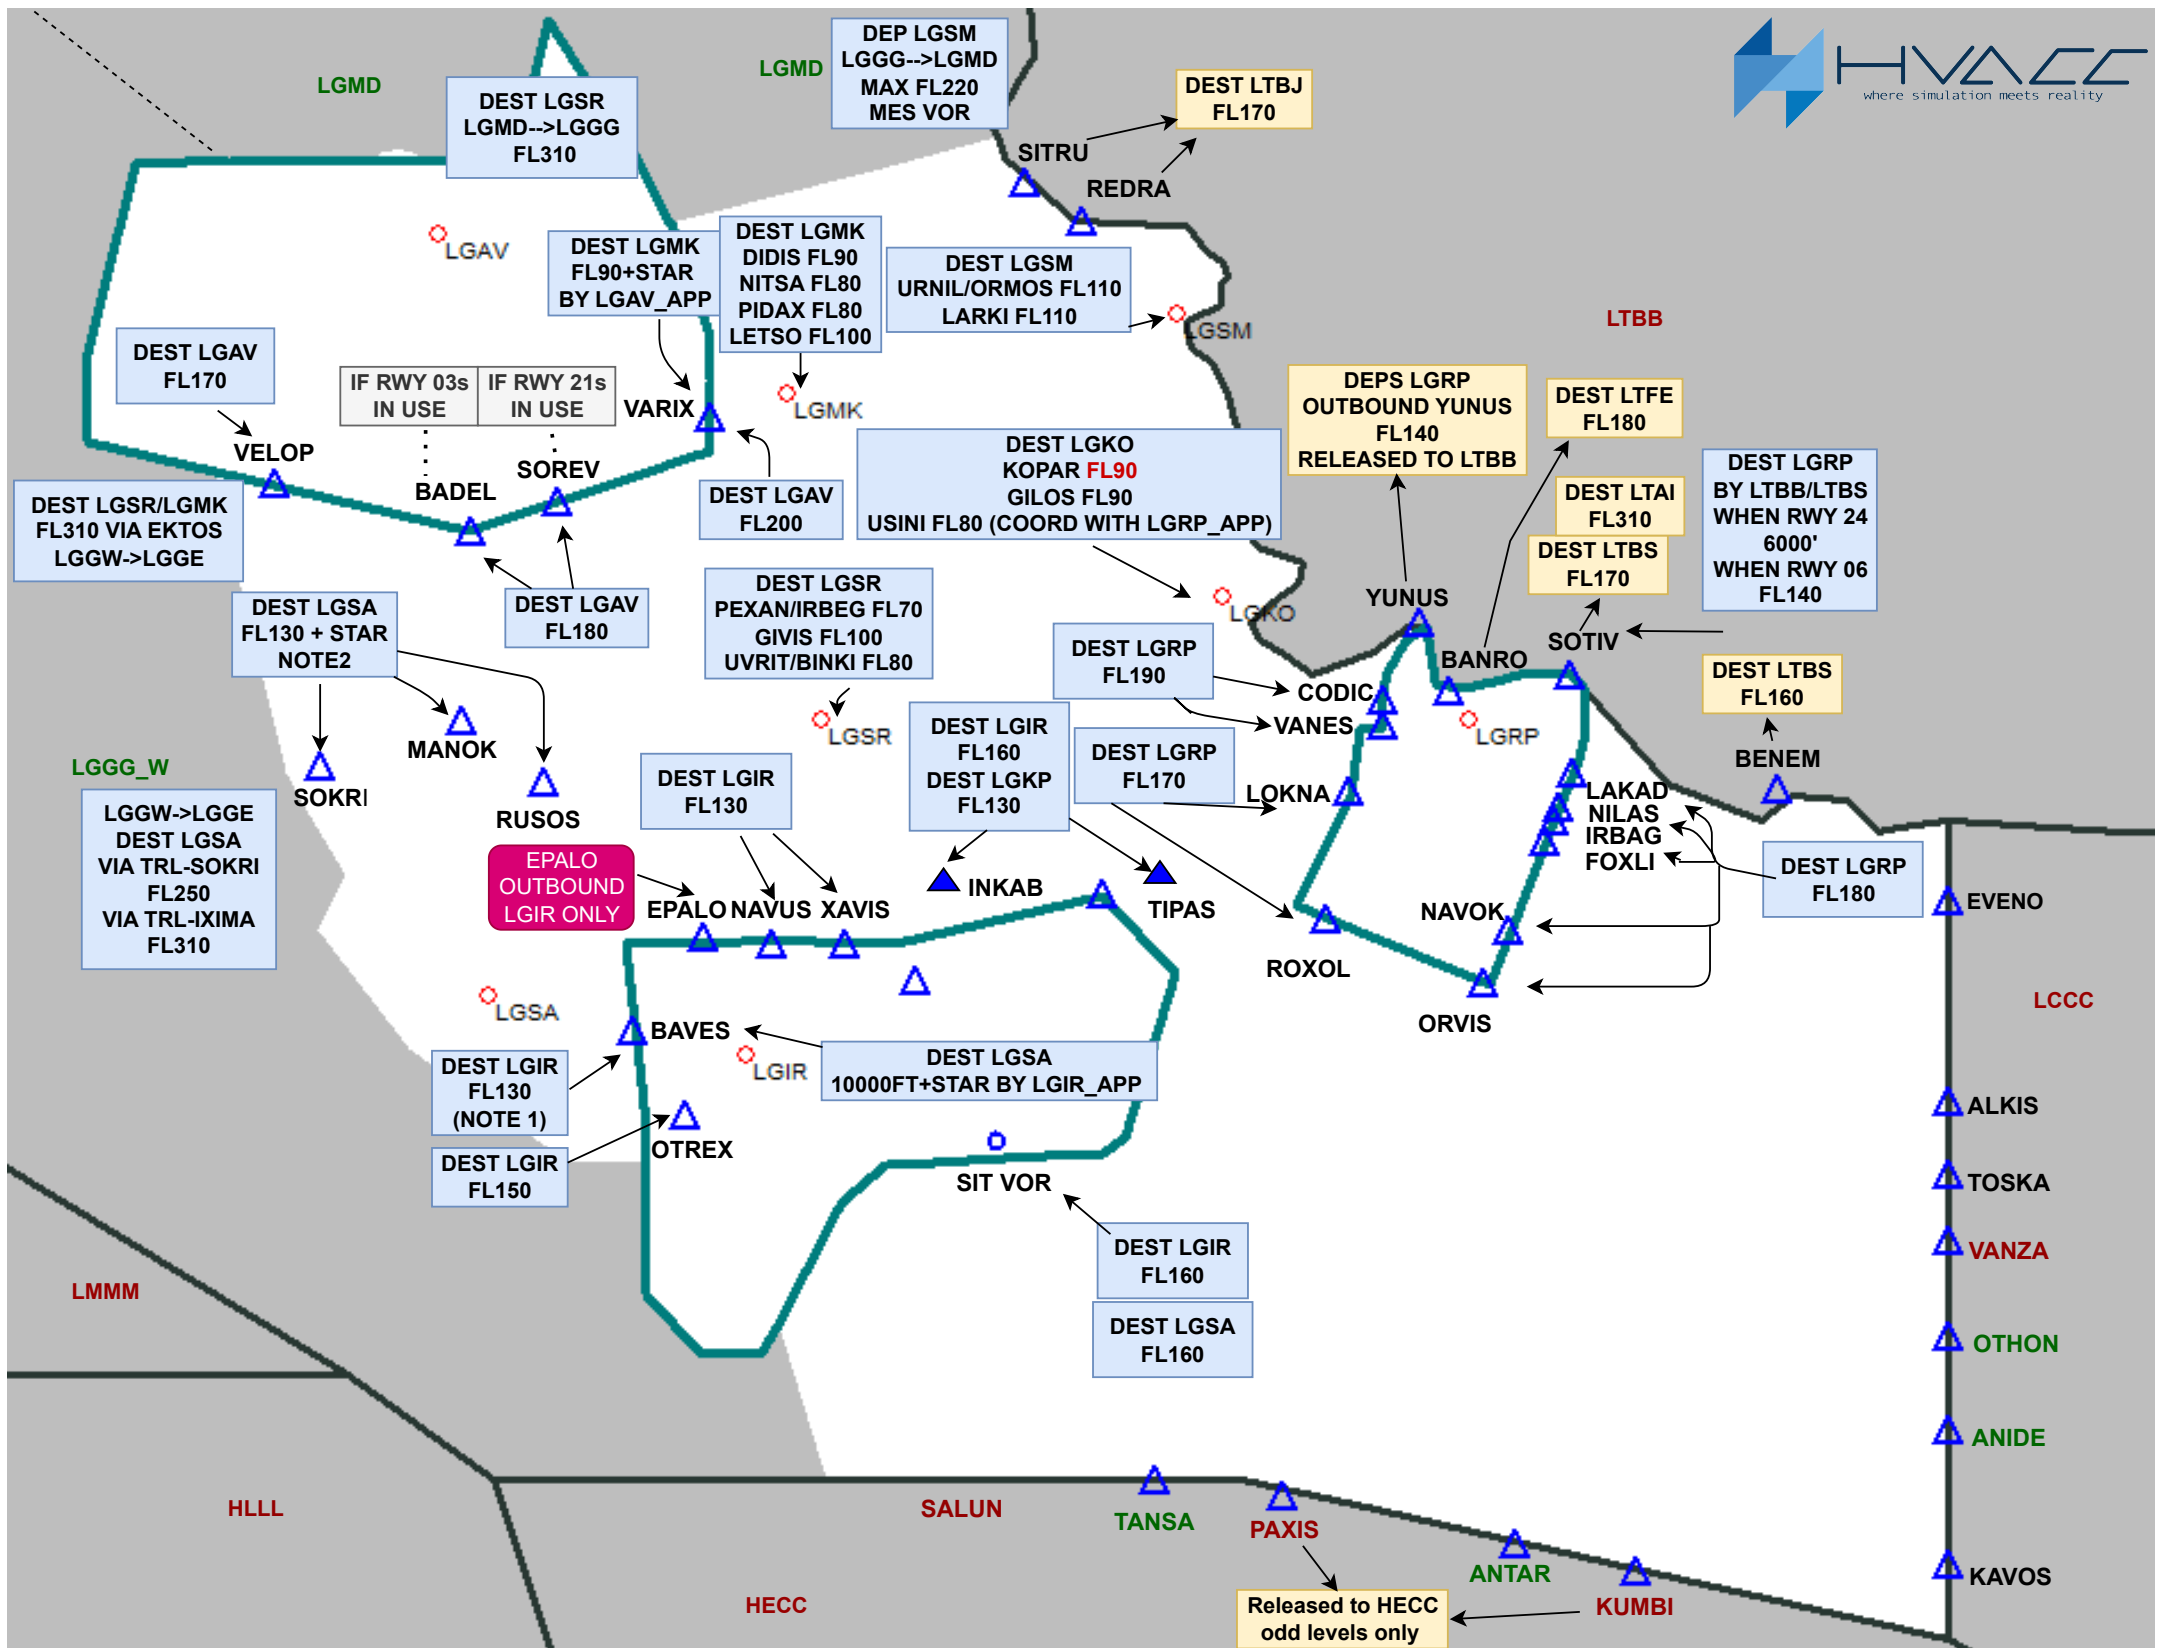 LGMD
DEST LGSR
LGMD-->LGGG
FL310
LGMD
DEP LGSM
LGGG-->LGMD
MAX FL220
MES VOR
DEST LTBJ
FL170
HVACC
where simulation meets reality
SITRU
REDRA
LGAV
DEST LGMK
FL90+STAR
BY LGAV_APP
DEST LGMK
DIDIS FL90
NITSA FL80
PIDAX FL80
LETSO FL100
DEST LGSM
URNIL/ORMOS FL110
LARKI FL110
LGSM
LTBB
DEST LGAV
FL170
IF RWY 03s
IN USE
IF RWY 21s
IN USE
VARIX
LGMK
VELOP
BADEL
SOREV
DEST LGSR/LGMK
FL310 VIA EKTOS
LGGW->LGGE
DEST LGAV
FL200
DEST LGKO
KOPAR FL90
GILOS FL90
USINI FL80 (COORD WITH LGRP_APP)
DEPS LGRP
OUTBOUND YUNUS
FL140
RELEASED TO LTBB
DEST LTFE
FL180
DEST LTAI
FL310
DEST LTBS
FL170
DEST LGRP
BY LTBB/LTBS
WHEN RWY 24
6000'
WHEN RWY 06
FL140
DEST LGSA
FL130 + STAR
NOTE2
DEST LGAV
FL180
DEST LGSR
PEXAN/IRBEG FL70
GIVIS FL100
UVRIT/BINKI FL80
LGKO
YUNUS
BANRO
SOTIV
DEST LGRP
FL190
CODIC
VANES
LGRP
DEST LTBS
FL160
BENEM
LGSR
MANOK
SOKRI
RUSOS
LGGG_W
LGGW->LGGE
DEST LGSA
VIA TRL-SOKRI
FL250
VIA TRL-IXIMA
FL310
DEST LGIR
FL130
DEST LGIR
FL160
DEST LGKP
FL130
DEST LGRP
FL170
LOKNA
LAKAD
NILAS
IRBAG
FOXLI
DEST LGRP
FL180
EPALO
OUTBOUND
LGIR ONLY
EPALO
NAVUS
XAVIS
INKAB
TIPAS
NAVOK
EVENO
ROXOL
ORVIS
LCCC
LGSA
BAVES
LGIR
DEST LGSA
10000FT+STAR BY LGIR_APP
DEST LGIR
FL130
(NOTE 1)
OTREX
DEST LGIR
FL150
SIT VOR
ALKIS
TOSKA
VANZA
DEST LGIR
FL160
DEST LGSA
FL160
LMMM
OTHON
ANIDE
HLLL
SALUN
TANSA
PAXIS
ANTAR
KUMBI
KAVOS
HECC
Released to HECC
odd levels only